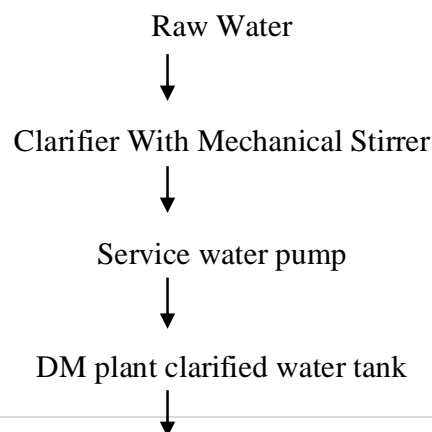 Raw Water
Clarifier With Mechanical Stirrer
Service water pump
DM plant clarified water tank